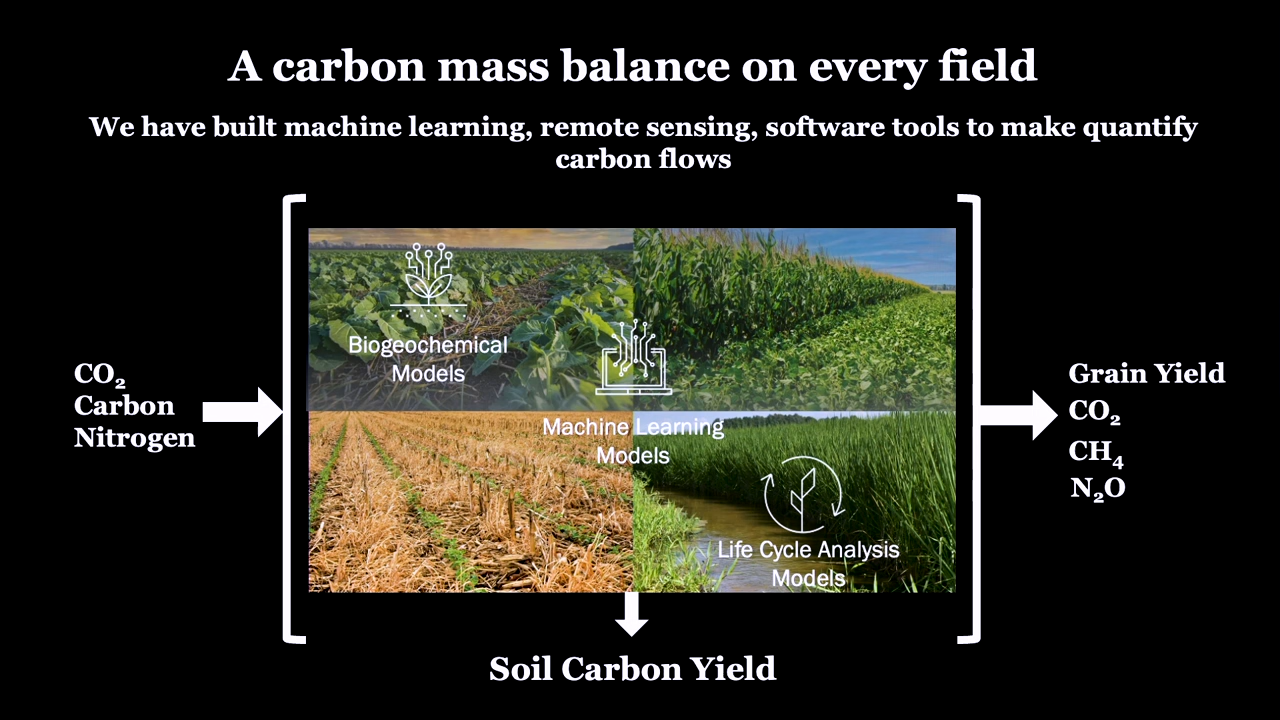 A carbon mass balance on every field
We have built machine learning, remote sensing, software tools to make quantify
carbon flows
Biogeochemical
Models
Machine Learning
Models
Life Cycle Analysis
Models
CO₂
Carbon
Nitrogen
Grain Yield
CO₂
CH₄
N₂O
Soil Carbon Yield